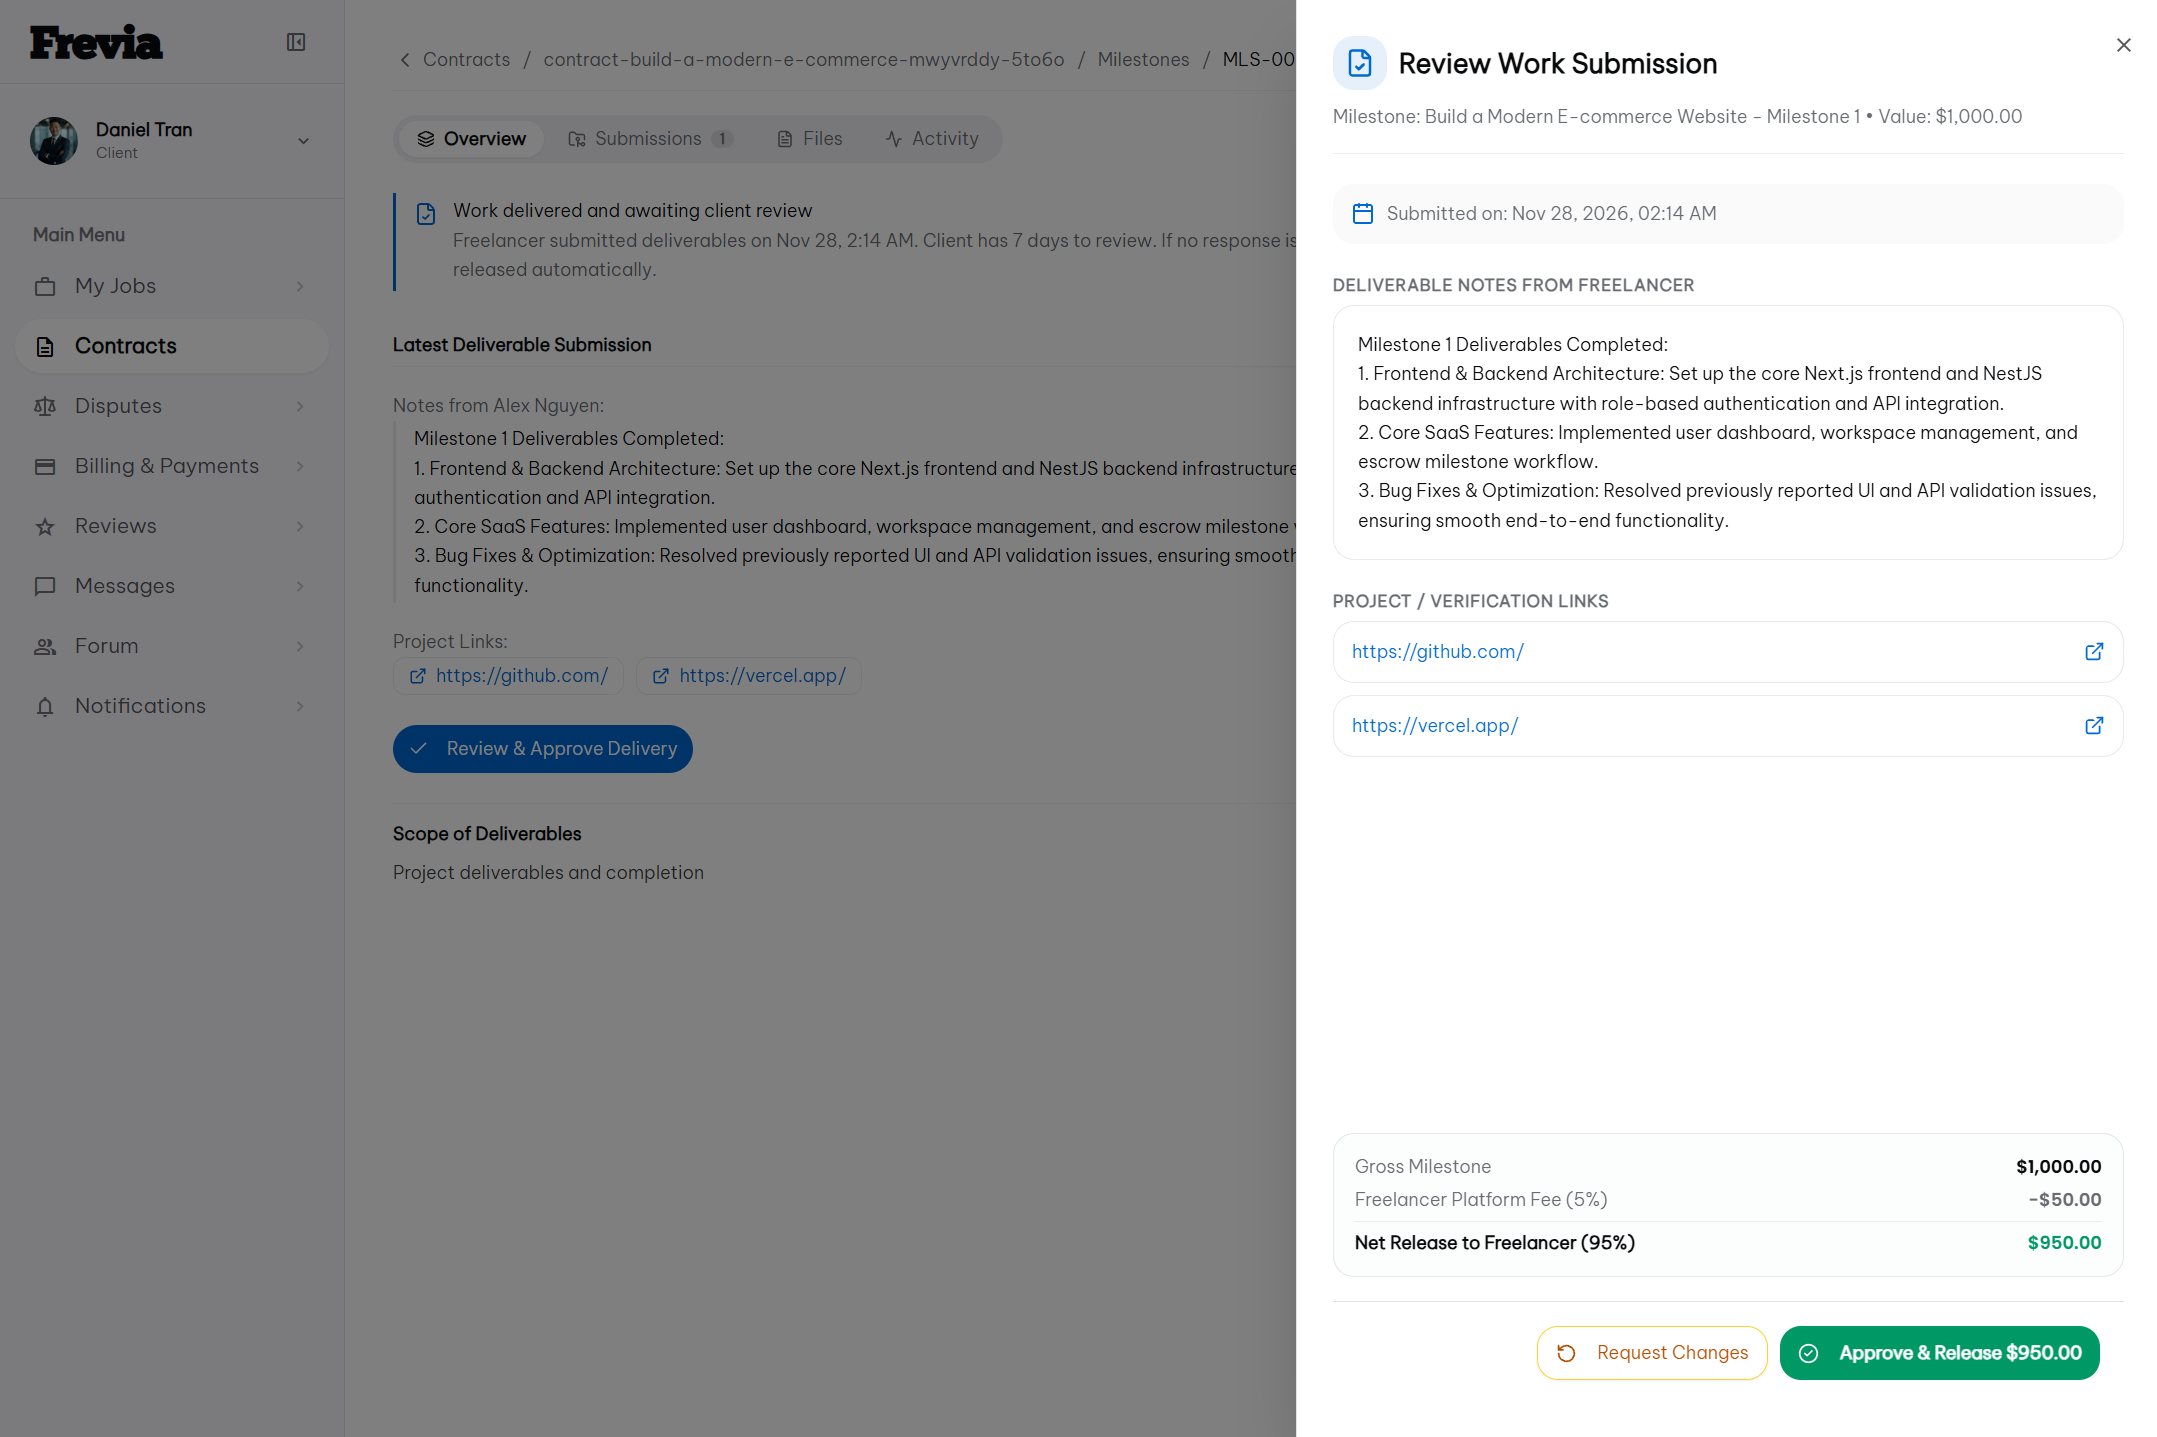 Frevia
Daniel Tran
Client
Main Menu
My Jobs
Contracts
Disputes
Billing & Payments
Reviews
Messages
Forum
Notifications
Contracts / contract-build-a-modern-e-commerce-mwyvrddy-5to6o / Milestones / MLS-00
Overview
Submissions 1
Files
Activity
Work delivered and awaiting client review
Freelancer submitted deliverables on Nov 28, 2:14 AM. Client has 7 days to review. If no response is
released automatically.
Latest Deliverable Submission
Notes from Alex Nguyen:
Milestone 1 Deliverables Completed:
1. Frontend & Backend Architecture: Set up the core Next.js frontend and NestJS backend infrastructure
authentication and API integration.
2. Core SaaS Features: Implemented user dashboard, workspace management, and escrow milestone
3. Bug Fixes & Optimization: Resolved previously reported UI and API validation issues, ensuring smooth
functionality.
Project Links:
https://github.com/
https://vercel.app/
Review & Approve Delivery
Scope of Deliverables
Project deliverables and completion
Review Work Submission
Milestone: Build a Modern E-commerce Website - Milestone 1 • Value: $1,000.00
Submitted on: Nov 28, 2026, 02:14 AM
DELIVERABLE NOTES FROM FREELANCER
Milestone 1 Deliverables Completed:
1. Frontend & Backend Architecture: Set up the core Next.js frontend and NestJS
backend infrastructure with role-based authentication and API integration.
2. Core SaaS Features: Implemented user dashboard, workspace management, and
escrow milestone workflow.
3. Bug Fixes & Optimization: Resolved previously reported UI and API validation issues,
ensuring smooth end-to-end functionality.
PROJECT / VERIFICATION LINKS
https://github.com/
https://vercel.app/
Gross Milestone $1,000.00
Freelancer Platform Fee (5%) -$50.00
Net Release to Freelancer (95%) $950.00
Request Changes
Approve & Release $950.00